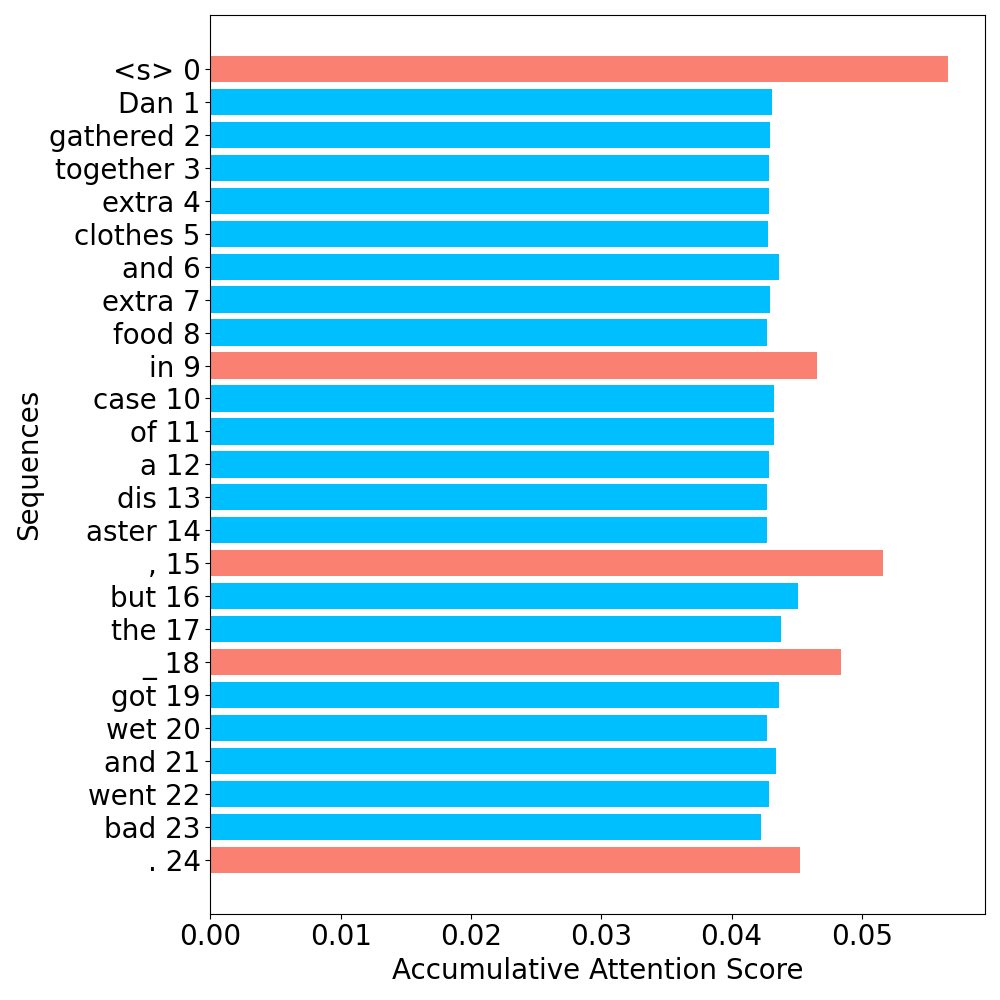 <s> 0
Dan 1
gathered 2
together 3
extra 4
clothes 5
and 6
extra 7
food 8
in 9
case 10
of 11
a 12
dis 13
aster 14
, 15
but 16
the 17
_ 18
got 19
wet 20
and 21
went 22
bad 23
. 24
Sequences
0.00 0.01 0.02 0.03 0.04 0.05
Accumulative Attention Score